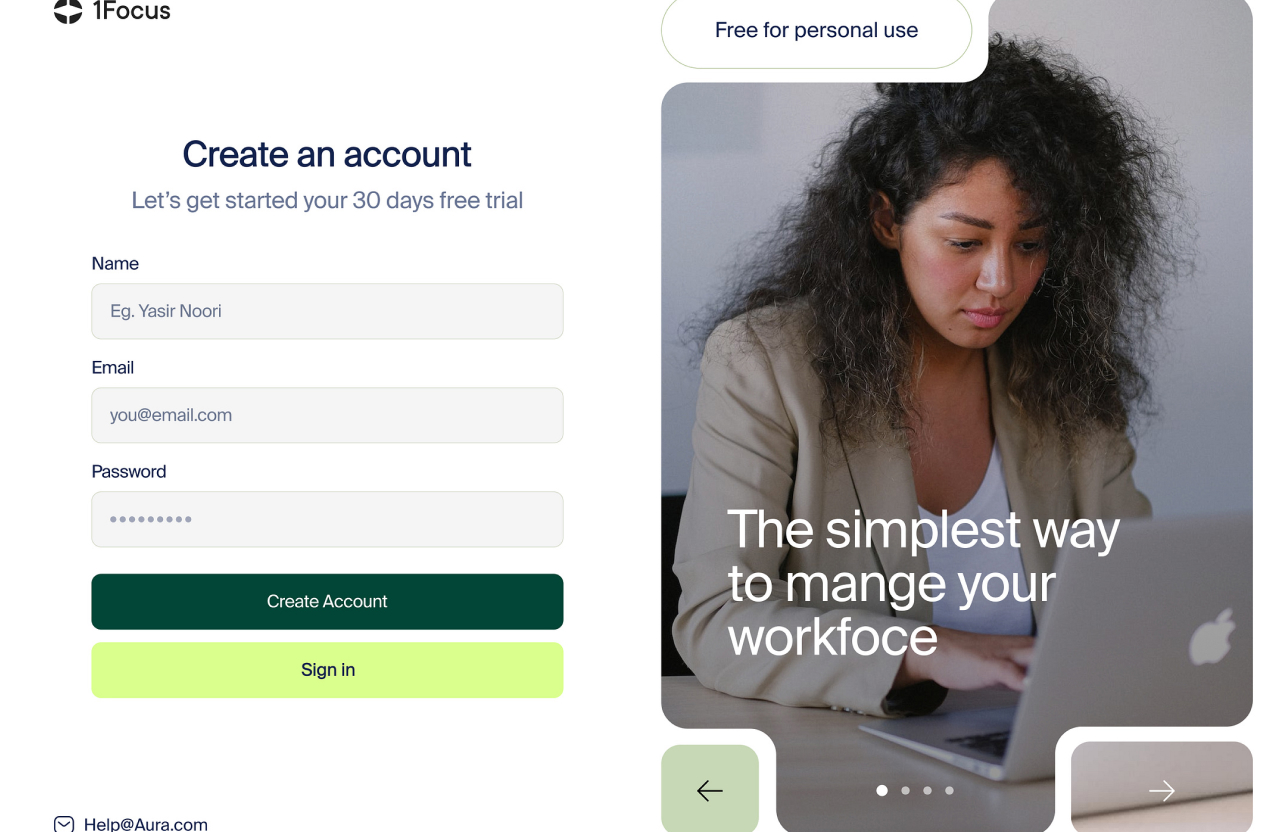 1Focus
Create an account
Let’s get started your 30 days free trial
Name
Eg. Yasir Noori
Email
you@email.com
Password
Create Account
Sign in
Help@Aura.com
Free for personal use
The simplest way
to mange your
workfoce